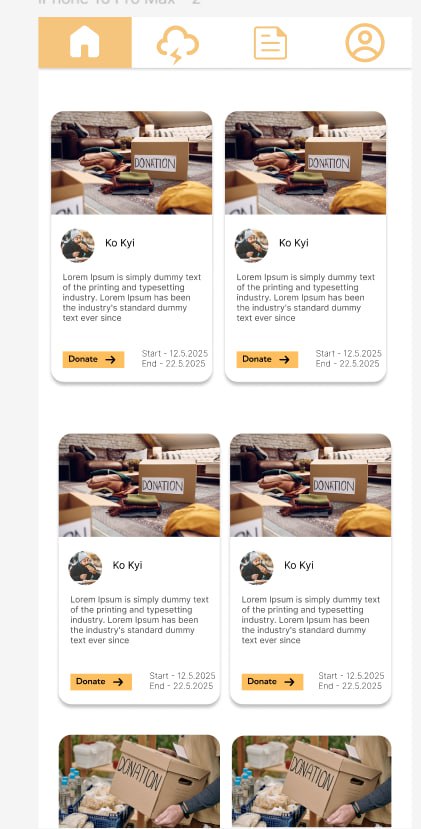 iPhone 16 Pro Max - 2
DONATION
DONATION
Ko Kyi
Ko Kyi
Lorem Ipsum is simply dummy text
of the printing and typesetting
industry. Lorem Ipsum has been
the industry's standard dummy
text ever since
Lorem Ipsum is simply dummy text
of the printing and typesetting
industry. Lorem Ipsum has been
the industry's standard dummy
text ever since
Donate
Start - 12.5.2025
End - 22.5.2025
Donate
Start - 12.5.2025
End - 22.5.2025
DONATION
DONATION
Ko Kyi
Ko Kyi
Lorem Ipsum is simply dummy text
of the printing and typesetting
industry. Lorem Ipsum has been
the industry's standard dummy
text ever since
Lorem Ipsum is simply dummy text
of the printing and typesetting
industry. Lorem Ipsum has been
the industry's standard dummy
text ever since
Donate
Start - 12.5.2025
End - 22.5.2025
Donate
Start - 12.5.2025
End - 22.5.2025
DONATION
DONATION